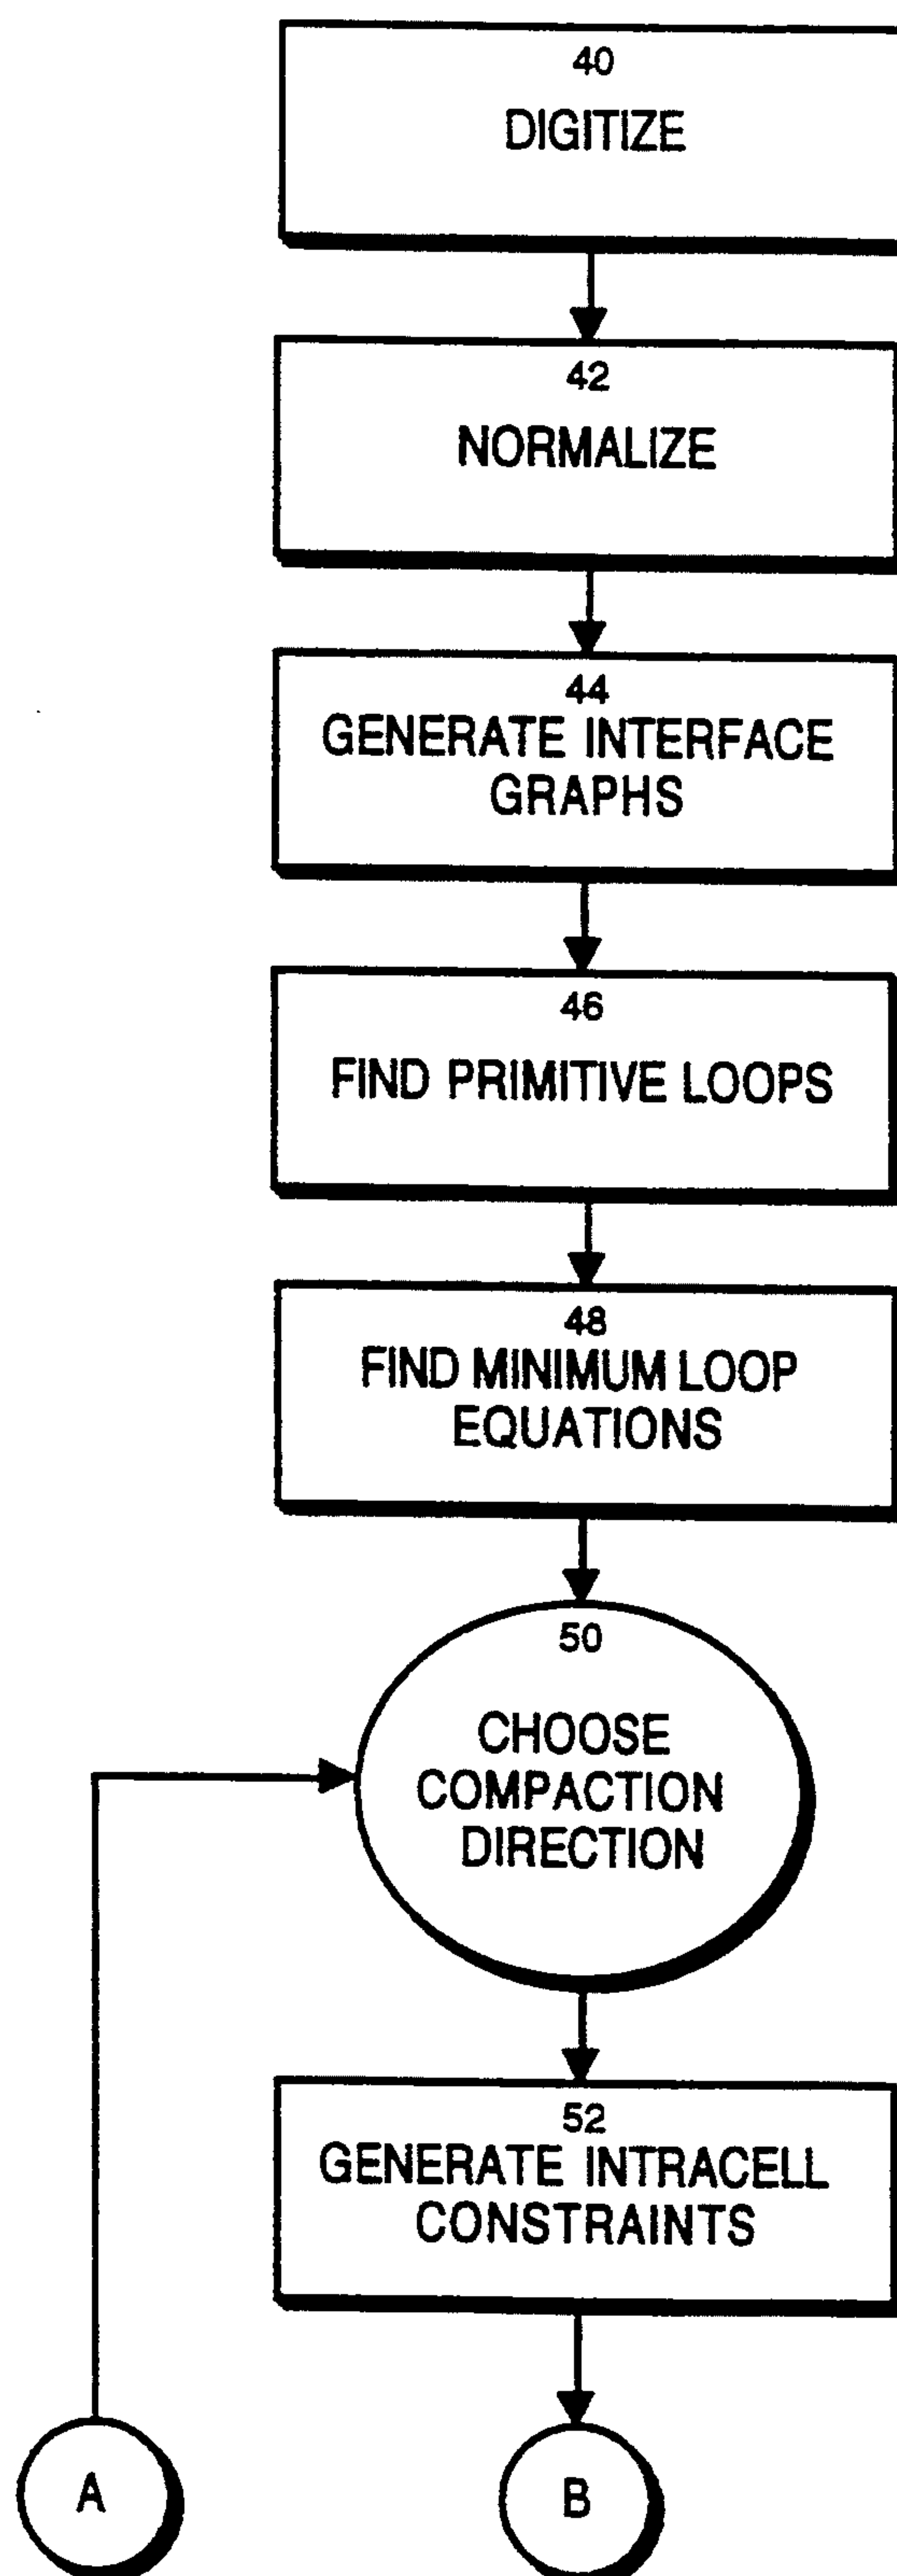 40
DIGITIZE
42
NORMALIZE
44
GENERATE INTERFACE
GRAPHS
46
FIND PRIMITIVE LOOPS
48
FIND MINIMUM LOOP
EQUATIONS
50
CHOOSE
COMPACTION
DIRECTION
52
GENERATE INTRACELL
CONSTRAINTS
A
B